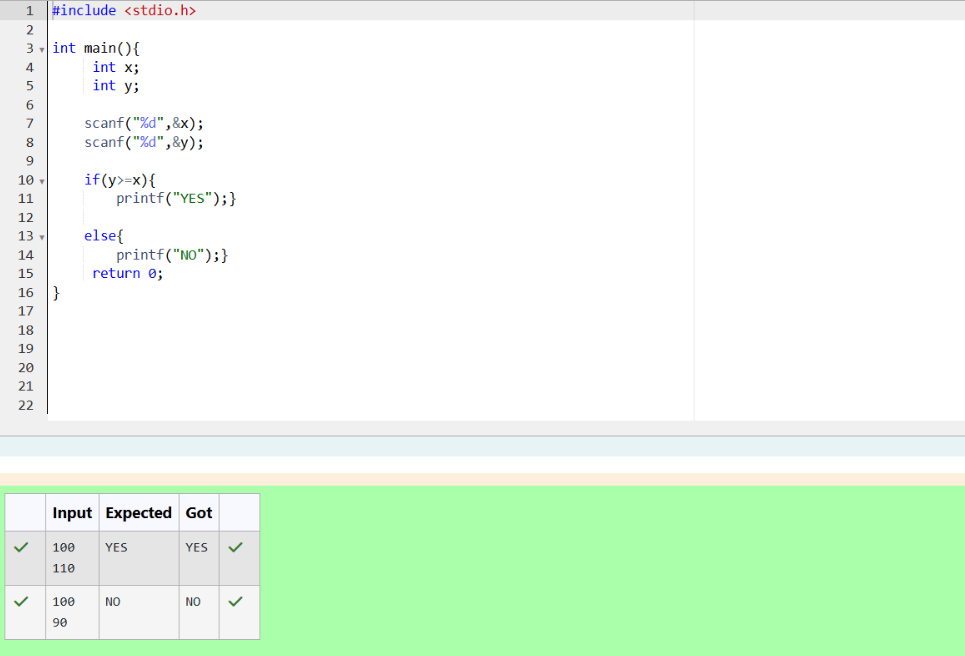 1 #include <stdio.h>
2
3 int main(){
4 int x;
5 int y;
6
7 scanf("%d",&x);
8 scanf("%d",&y);
9
10 if(y>=x){
11 printf("YES");}
12
13 else{
14 printf("NO");}
15 return 0;
16 }
17
18
19
20
21
22
Input Expected Got
100 YES YES
110
100 NO NO
90